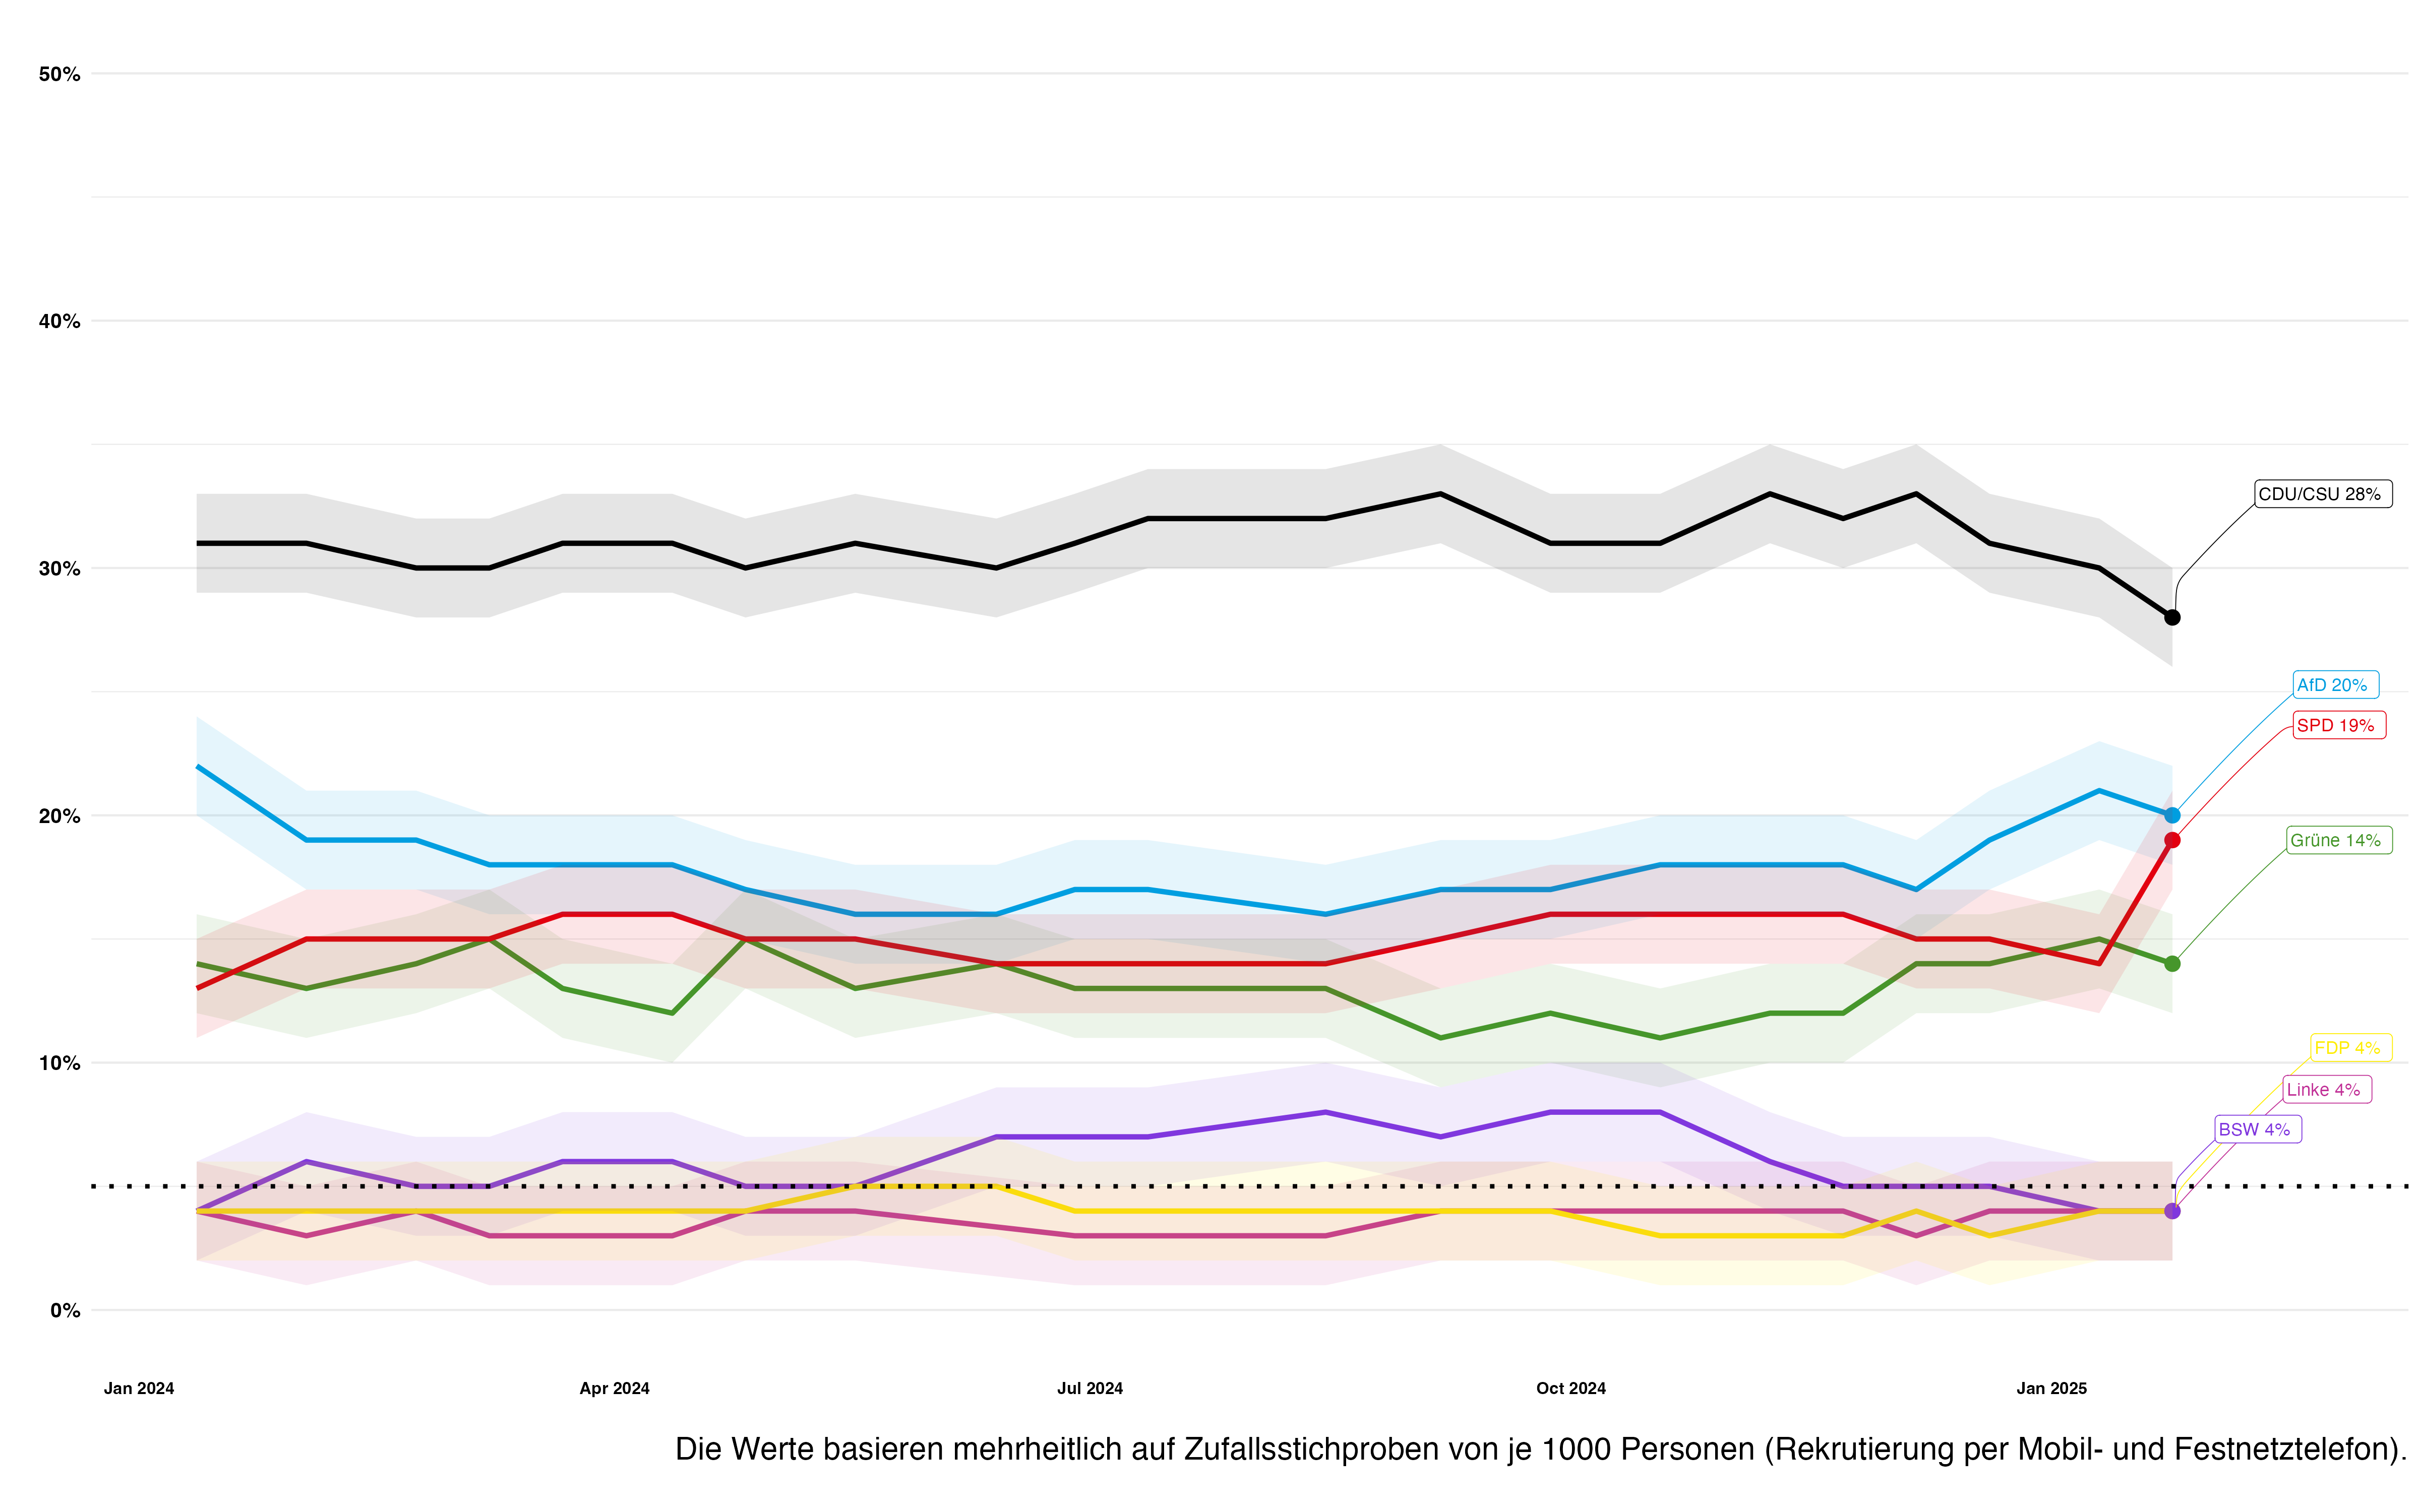 50%
40%
CDU/CSU 28%
30%
AfD 20%
SPD 19%
20%
Grüne 14%
10%
FDP 4%
Linke 4%
BSW 4%
0%
Jan 2024 Apr 2024 Jul 2024 Oct 2024 Jan 2025
Die Werte basieren mehrheitlich auf Zufallsstichproben von je 1000 Personen (Rekrutierung per Mobil- und Festnetztelefon).